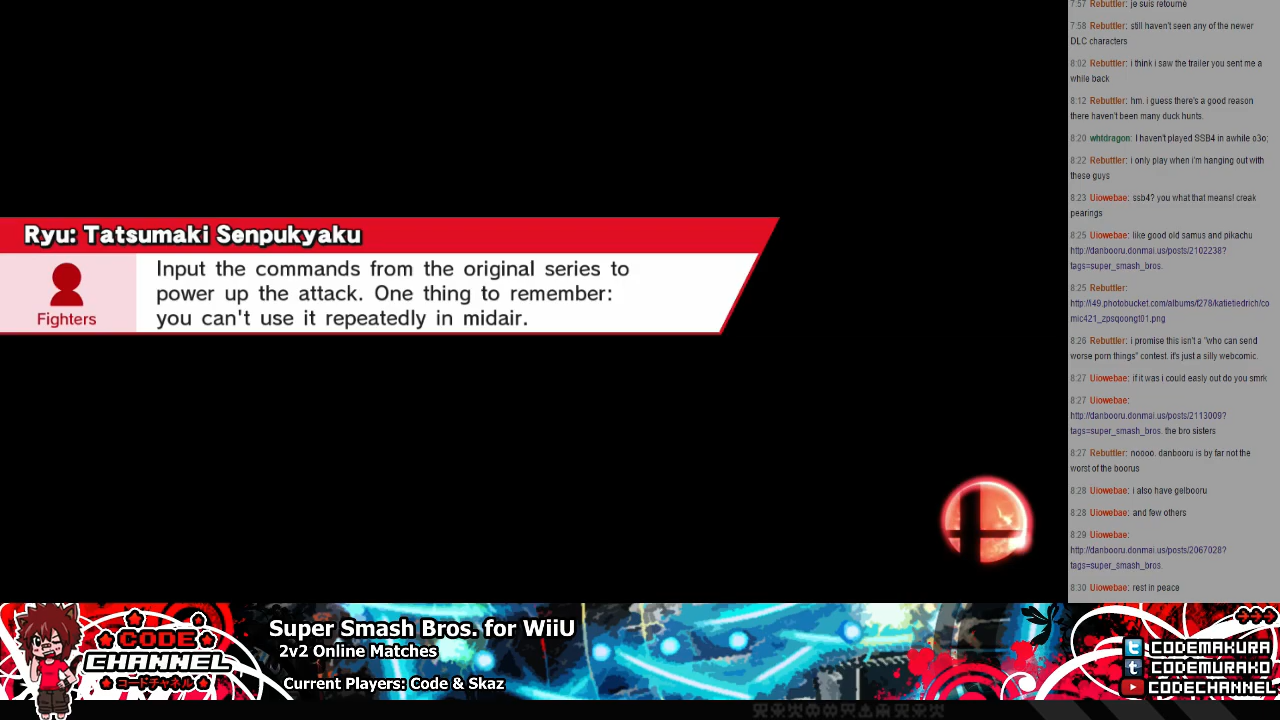 Ryu: Tatsumaki Senpukyaku
Input the commands from the original series to
power up the attack. One thing to remember:
you can't use it repeatedly in midair.
Fighters
7:57 Rebuttler: je suis retourné
7:58 Rebuttler: still haven't seen any of the newer
DLC characters
8:02 Rebuttler: i think i saw the trailer you sent me a
while back
8:12 Rebuttler: hm. i guess there's a good reason
there haven't been many duck hunts.
8:20 whtdragon: I haven't played SSB4 in awhile o3o;
8:22 Rebuttler: i only play when i'm hanging out with
these guys
8:23 Uiowebae: ssb4? you what that means! creak
pearings
8:25 Uiowebae: like good old samus and pikachu
http://danbooru.donmai.us/posts/2102238?
tags=super_smash_bros.
8:25 Rebuttler:
http://i49.photobucket.com/albums/f278/katietiedrich/co
mic421_zpsqoongt01.png
8:26 Rebuttler: i promise this isn't a "who can send
worse porn things" contest. it's just a silly webcomic.
8:27 Uiowebae: if it was i could easly out do you smrk
8:27 Uiowebae:
http://danbooru.donmai.us/posts/2113009?
tags=super_smash_bros. the bro sisters
8:27 Rebuttler: noooo. danbooru is by far not the
worst of the boorus
8:28 Uiowebae: i also have gelbooru
8:28 Uiowebae: and few others
8:29 Uiowebae:
http://danbooru.donmai.us/posts/2067028?
tags=super_smash_bros.
8:30 Uiowebae: rest in peace
CODE
CHANNEL
コードチャネル
Super Smash Bros. for WiiU
2v2 Online Matches
Current Players: Code & Skaz
CODEMAKURA
CODEMURAKO
CODECHANNEL